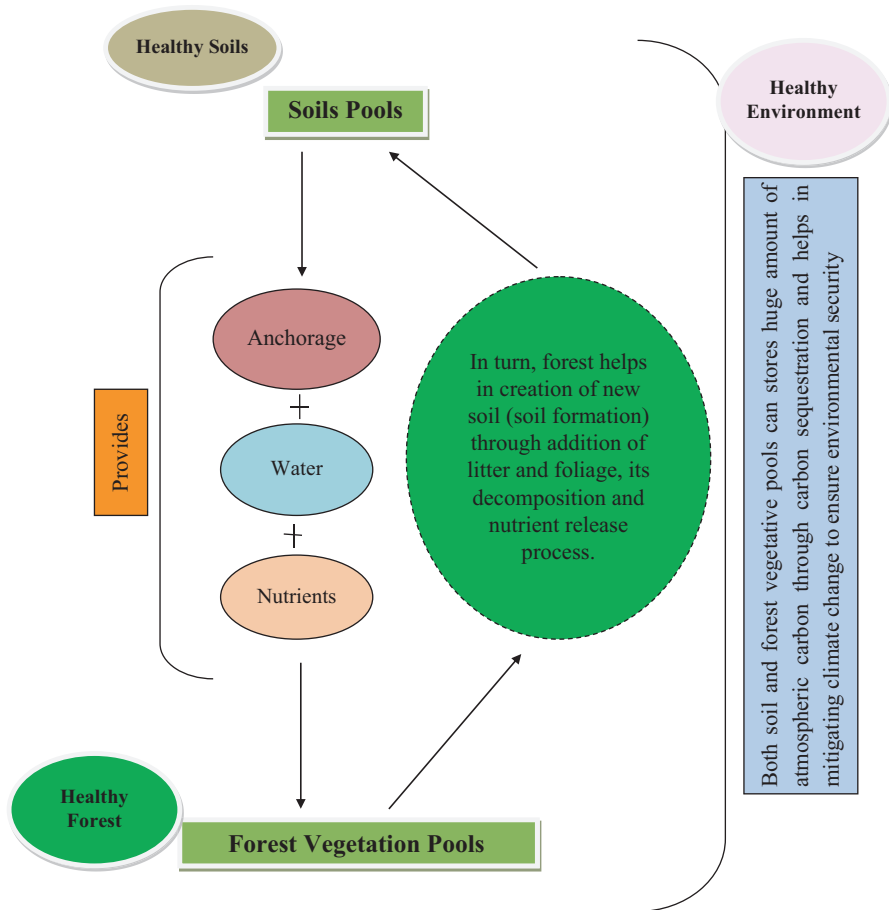 Healthy Soils
Soils Pools
Healthy
Environment
Both soil and forest vegetative pools can stores huge amount of
atmospheric carbon through carbon sequestration and helps in
mitigating climate change to ensure environmental security
Provides
Anchorage
+
Water
+
Nutrients
In turn, forest helps
in creation of new
soil (soil formation)
through addition of
litter and foliage, its
decomposition and
nutrient release
process.
Healthy
Forest
Forest Vegetation Pools